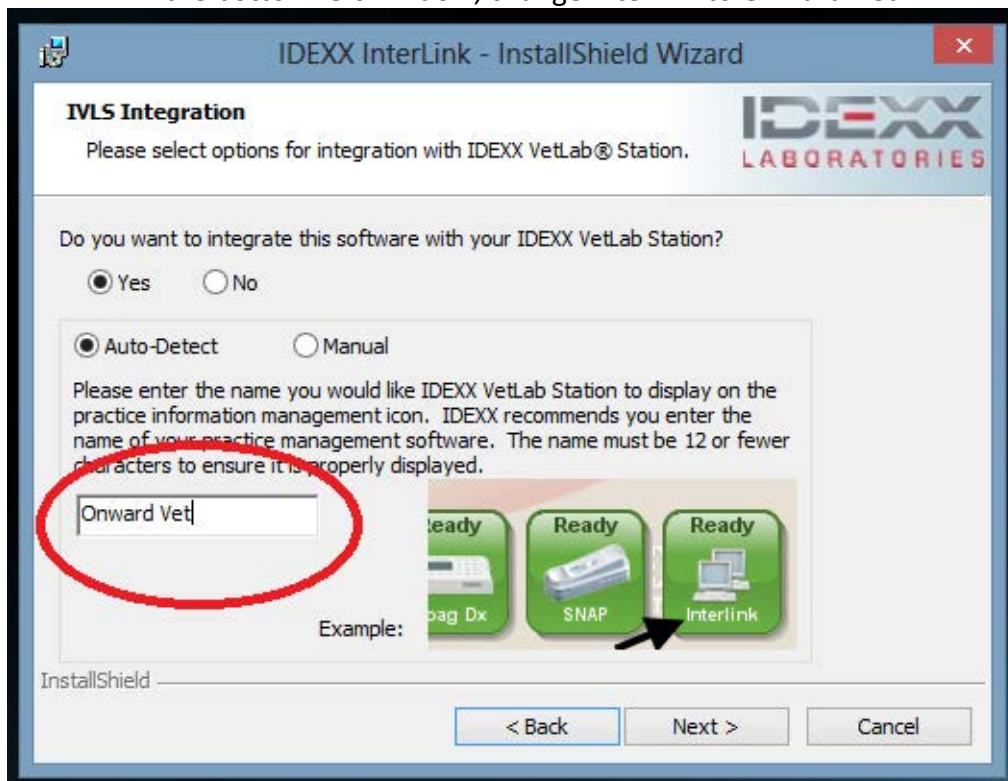 IDEXX InterLink - InstallShield Wizard
IVLS Integration
Please select options for integration with IDEXX VetLab® Station.
IDEXX
LABORATORIES
Do you want to integrate this software with your IDEXX VetLab Station?
Yes No
Auto-Detect Manual
Please enter the name you would like IDEXX VetLab Station to display on the
practice information management icon. IDEXX recommends you enter the
name of your practice management software. The name must be 12 or fewer
characters to ensure it is properly displayed.
Onward Vet
Ready Ready
Dx SNAP Interlink
Example:
InstallShield
< Back Next > Cancel